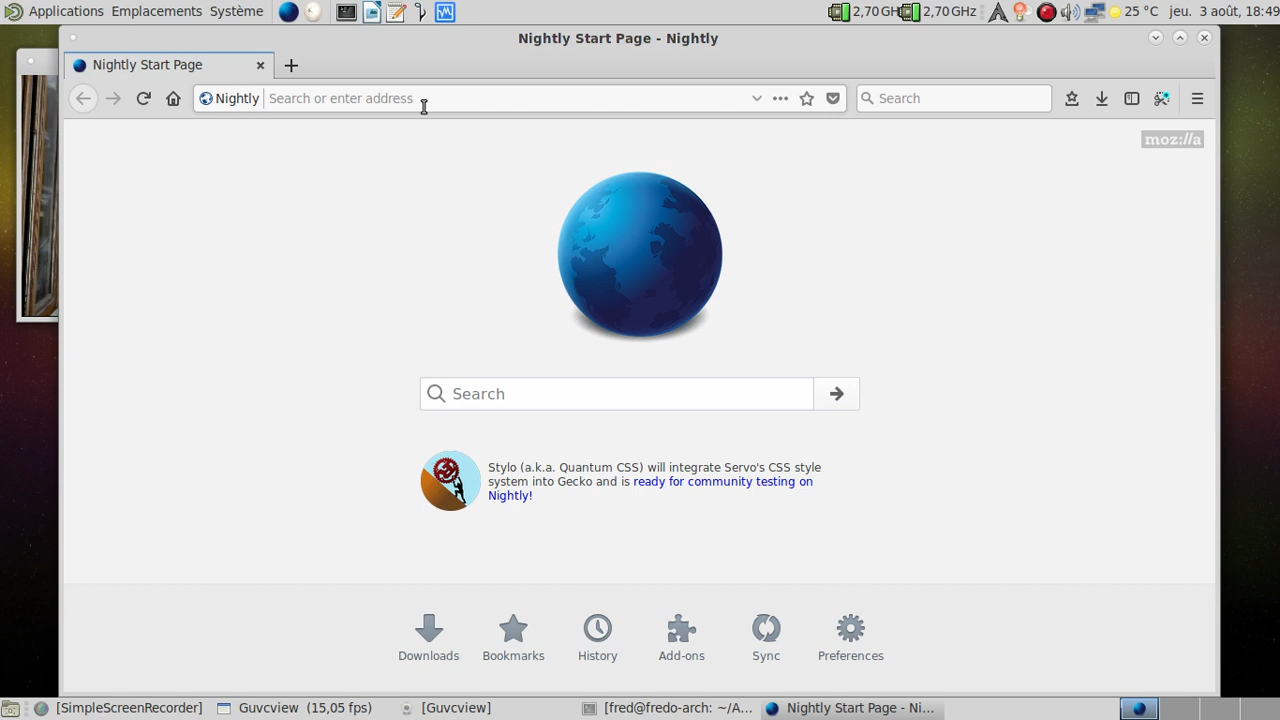 Applications Emplacements Système 2,70 GH 2,70 GHz 25 °C jeu. 3 août, 18:49
Nightly Start Page - Nightly
Nightly Start Page
Nightly Search or enter address Search
moz://a
Search
Stylo (a.k.a. Quantum CSS) will integrate Servo's CSS style
system into Gecko and is ready for community testing on
Nightly!
Downloads Bookmarks History Add-ons Sync Preferences
[SimpleScreenRecorder] Guvcview (15,05 fps) [Guvcview] [fred@fredo-arch: ~/A... Nightly Start Page - Ni...